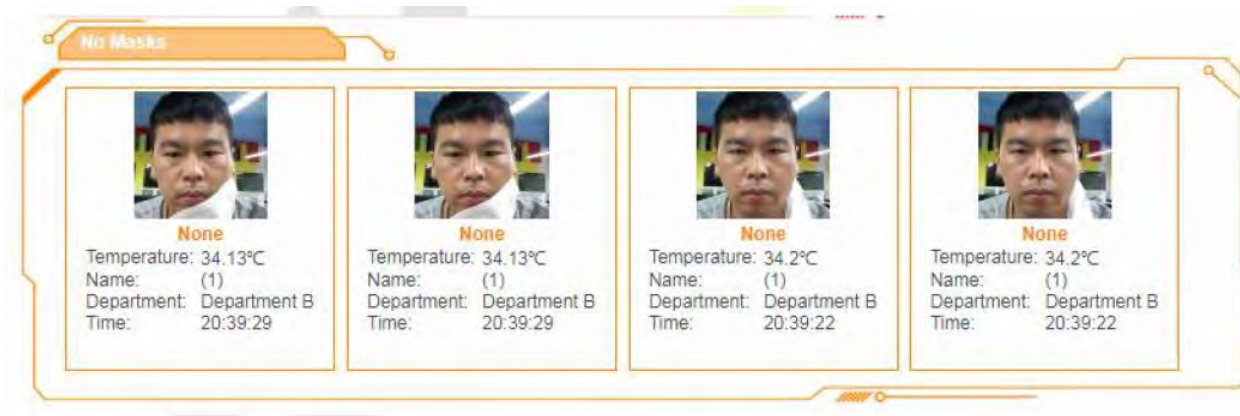 No Masks
None
Temperature: 34.13℃
Name: (1)
Department: Department B
Time: 20:39:29
None
Temperature: 34.13℃
Name: (1)
Department: Department B
Time: 20:39:29
None
Temperature: 34.2℃
Name: (1)
Department: Department B
Time: 20:39:22
None
Temperature: 34.2℃
Name: (1)
Department: Department B
Time: 20:39:22